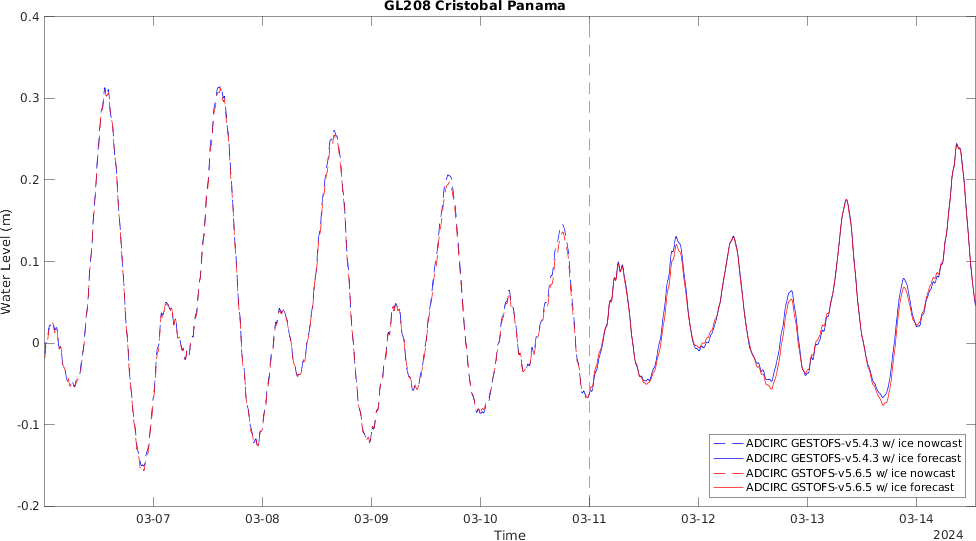 GL208 Cristobal Panama
0.4
0.3
0.2
0.1
0
-0.1
-0.2
Water Level (m)
03-07 03-08 03-09 03-10 03-11 03-12 03-13 03-14
Time
2024
ADCIRC GESTOFS-v5.4.3 w/ ice nowcast
ADCIRC GESTOFS-v5.4.3 w/ ice forecast
ADCIRC GSTOFS-v5.6.5 w/ ice nowcast
ADCIRC GSTOFS-v5.6.5 w/ ice forecast